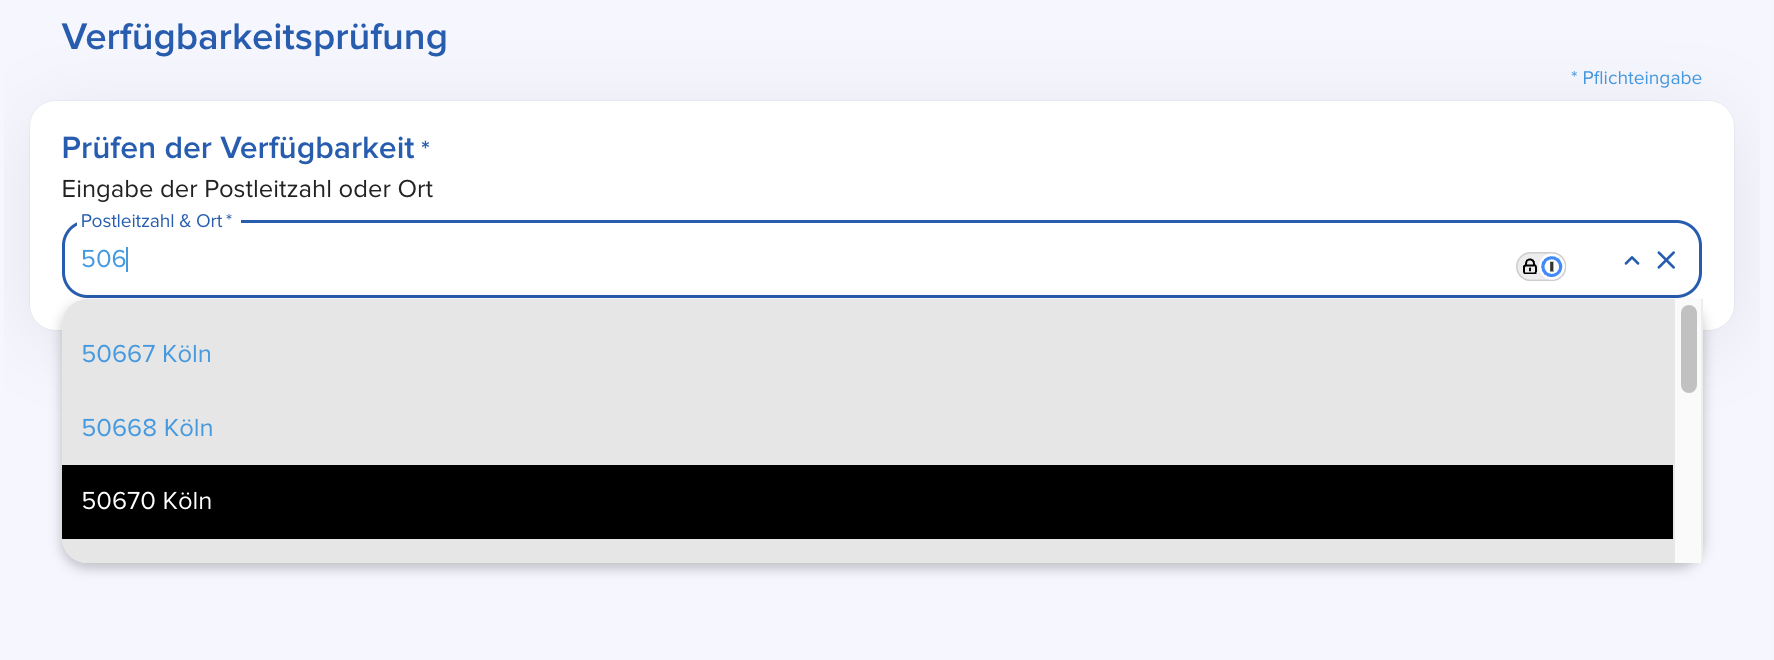 Verfügbarkeitsprüfung
* Pflichteingabe
Prüfen der Verfügbarkeit *
Eingabe der Postleitzahl oder Ort
Postleitzahl & Ort *
506
50667 Köln
50668 Köln
50670 Köln